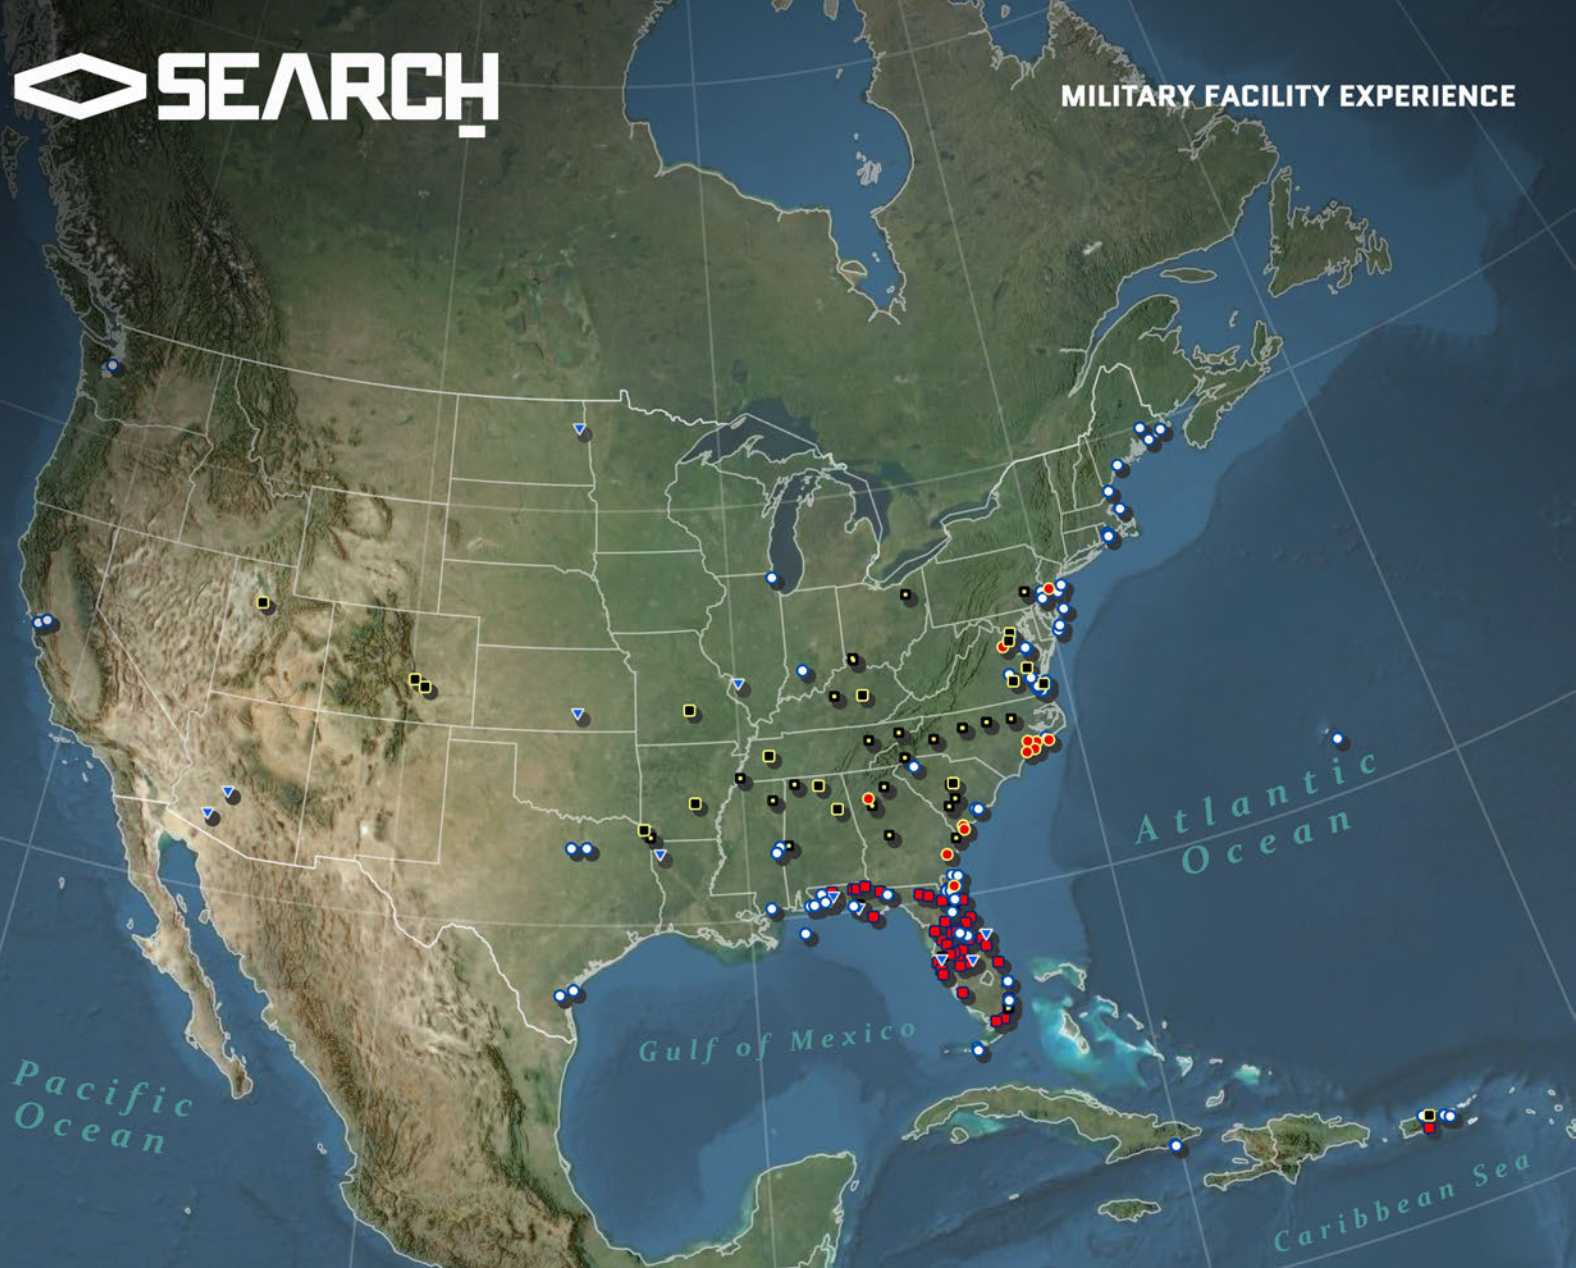 SEARCH
MILITARY FACILITY EXPERIENCE
Atlantic
Ocean
Gulf of Mexico
Pacific
Ocean
Caribbean Sea